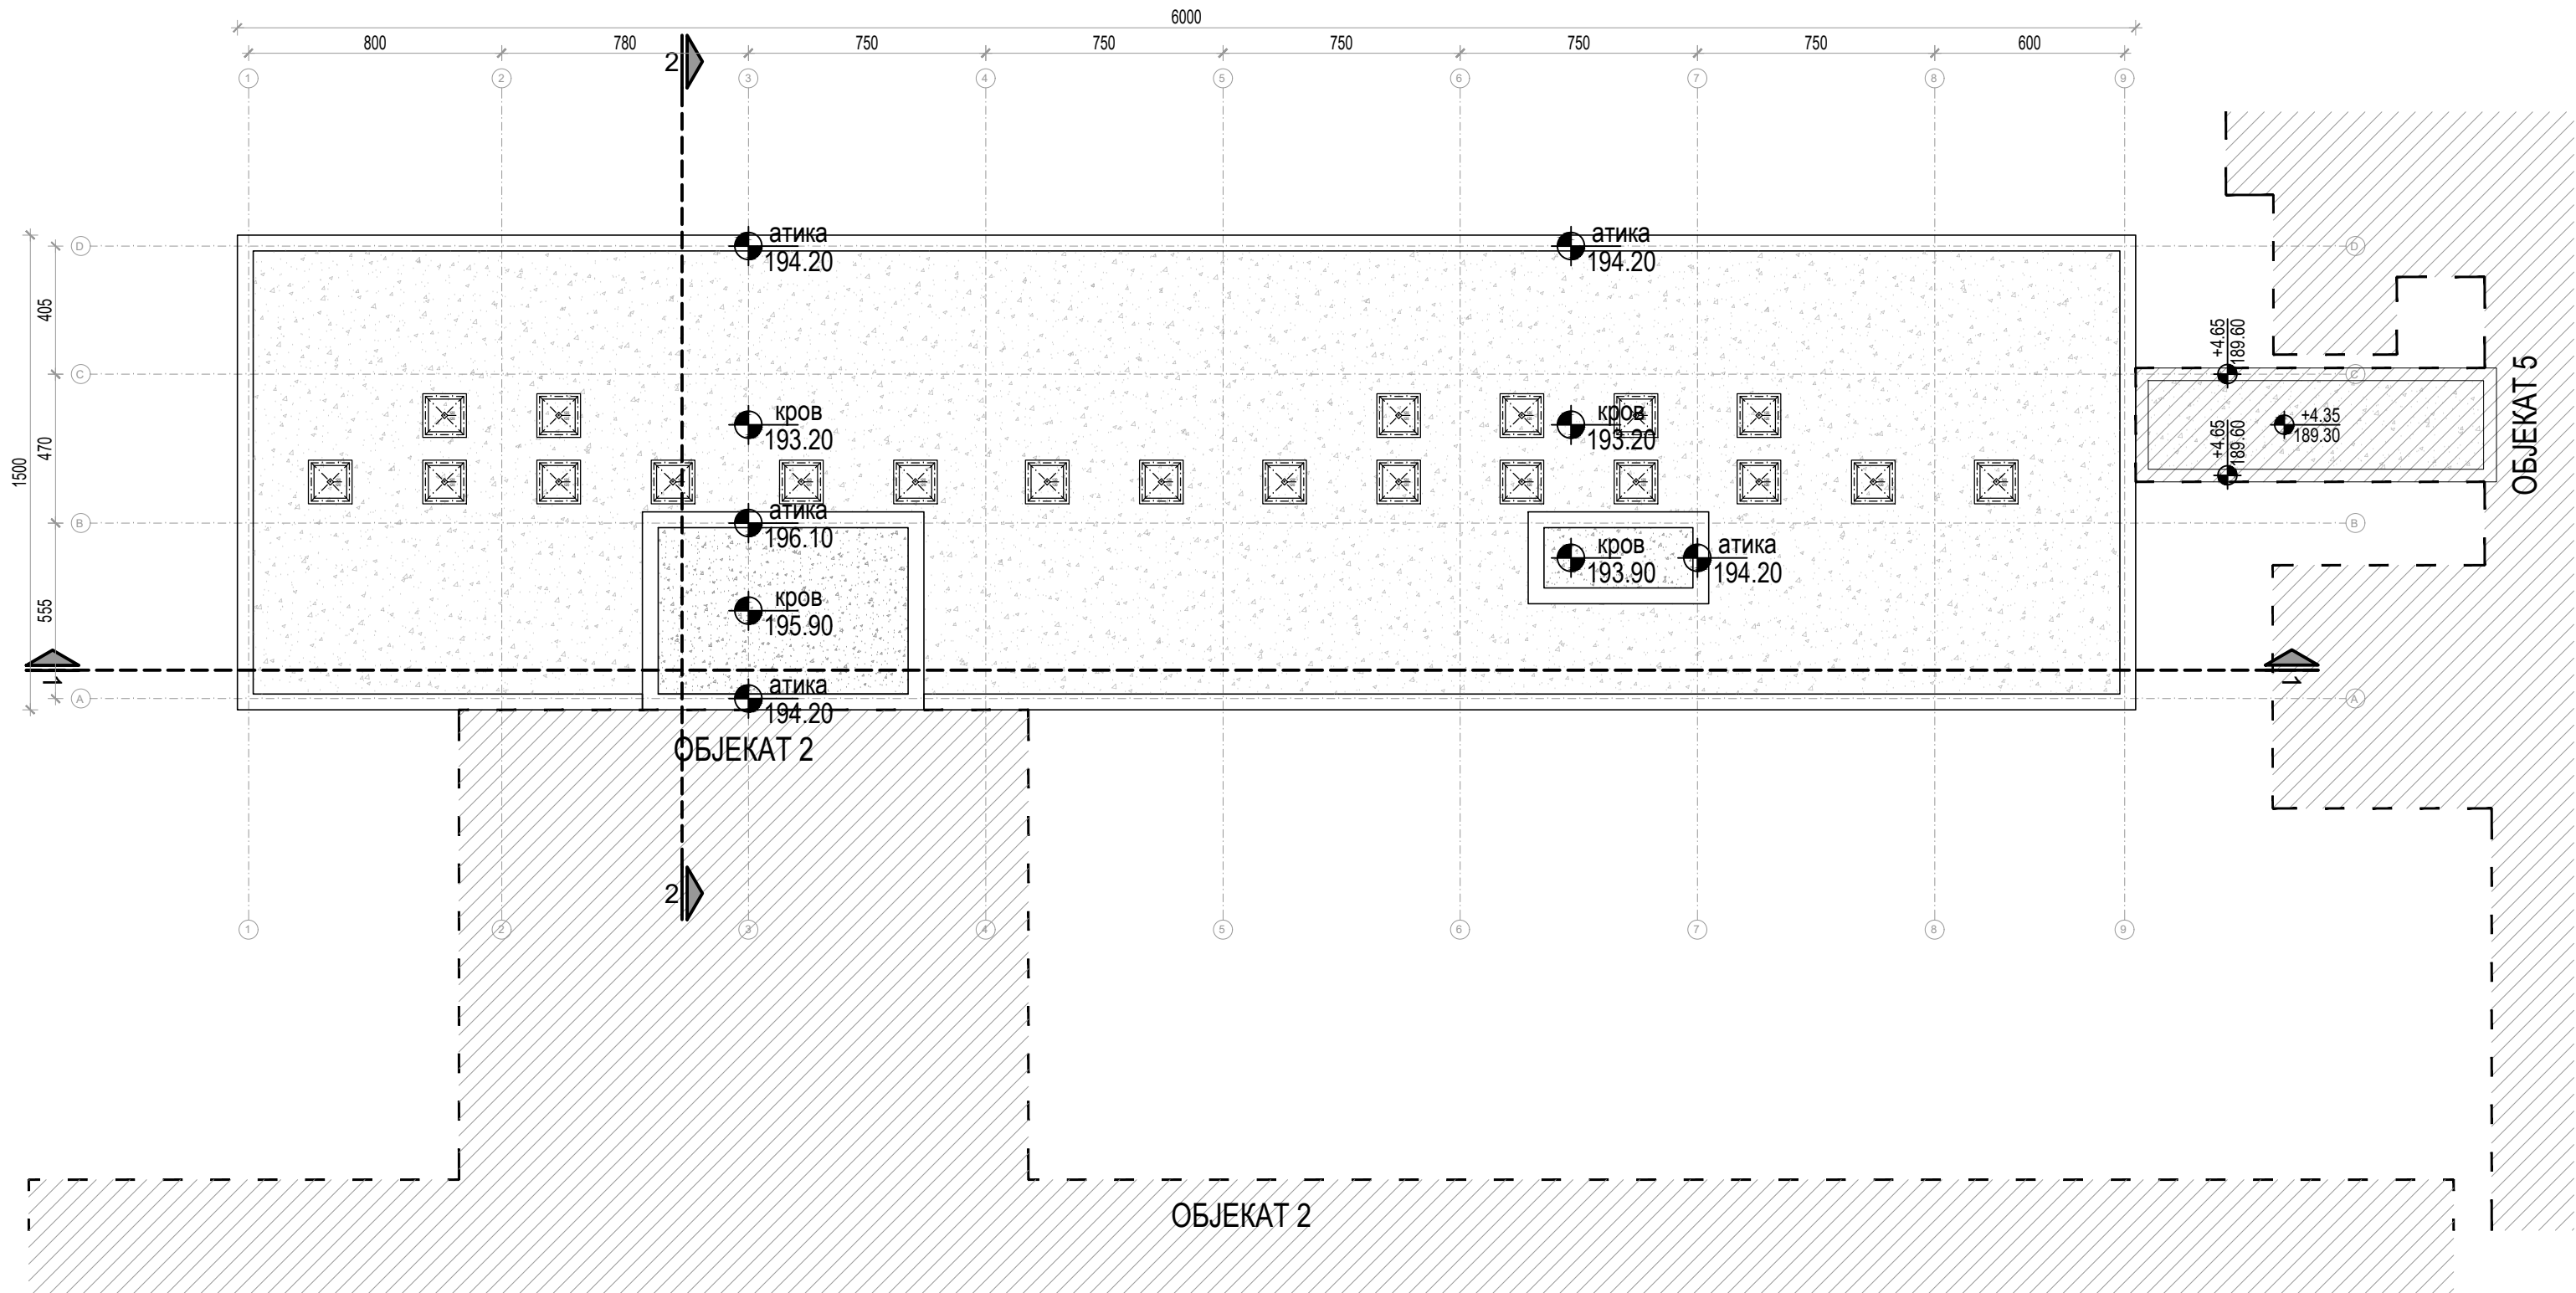 6000
800 780 750 750 750 750 750 600
2
1 2 3 4 5 6 7 8 9
D атика атика D
194.20 194.20
405
C +4.65 C
189.60
470
1500
кров кров +4.35
193.20 193.20 189.30
+4.65
189.60
ОБЈЕКАТ 5
B атика B
196.10
кров атика
193.90 194.20
555
кров
195.90
1 1
A атика A
194.20
ОБЈЕКАТ 2
2
1 2 3 4 5 6 7 8 9
ОБЈЕКАТ 2